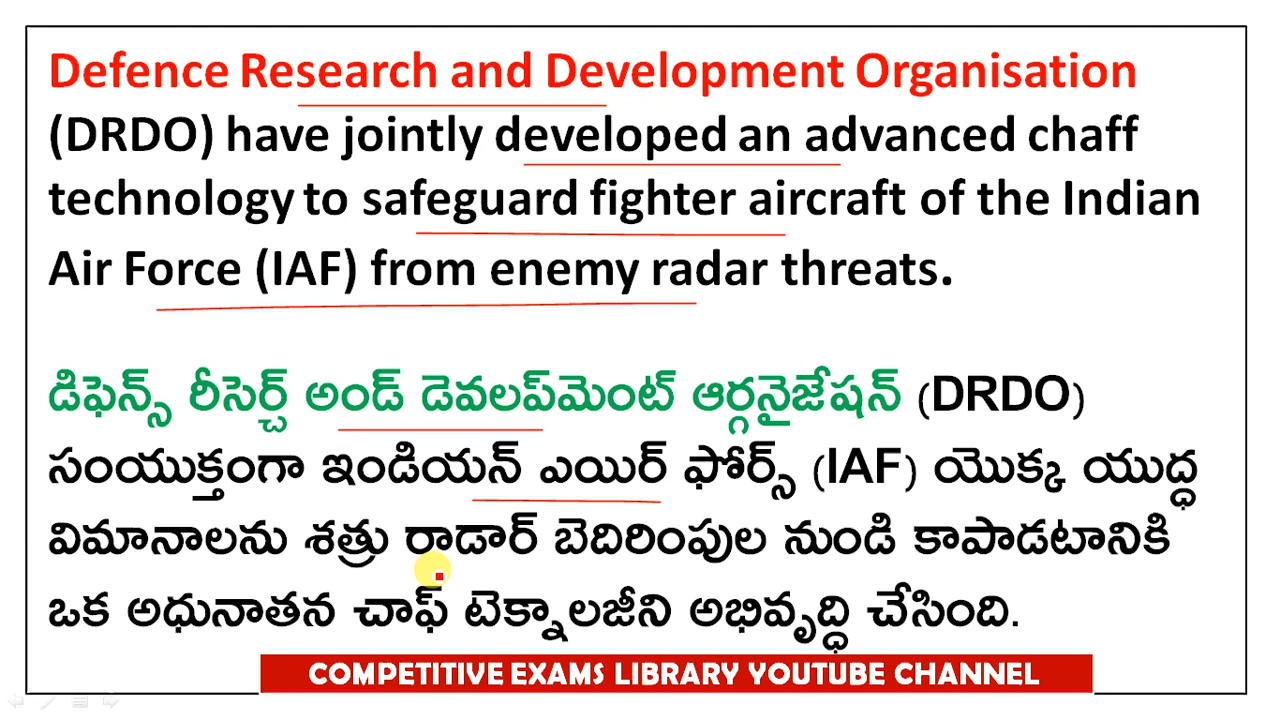 Defence Research and Development Organisation
(DRDO) have jointly developed an advanced chaff
technology to safeguard fighter aircraft of the Indian
Air Force (IAF) from enemy radar threats.
డిఫెన్స్ రీసెర్చ్ అండ్ డెవలప్‌మెంట్ ఆర్గనైజేషన్ (DRDO)
సంయుక్తంగా ఇండియన్ ఎయిర్ ఫోర్స్ (IAF) యొక్క యుద్ధ
విమానాలను శత్రు రాడార్ బెదిరింపుల నుండి కాపాడటానికి
ఒక అధునాతన చాఫ్ టెక్నాలజీని అభివృద్ధి చేసింది.
COMPETITIVE EXAMS LIBRARY YOUTUBE CHANNEL